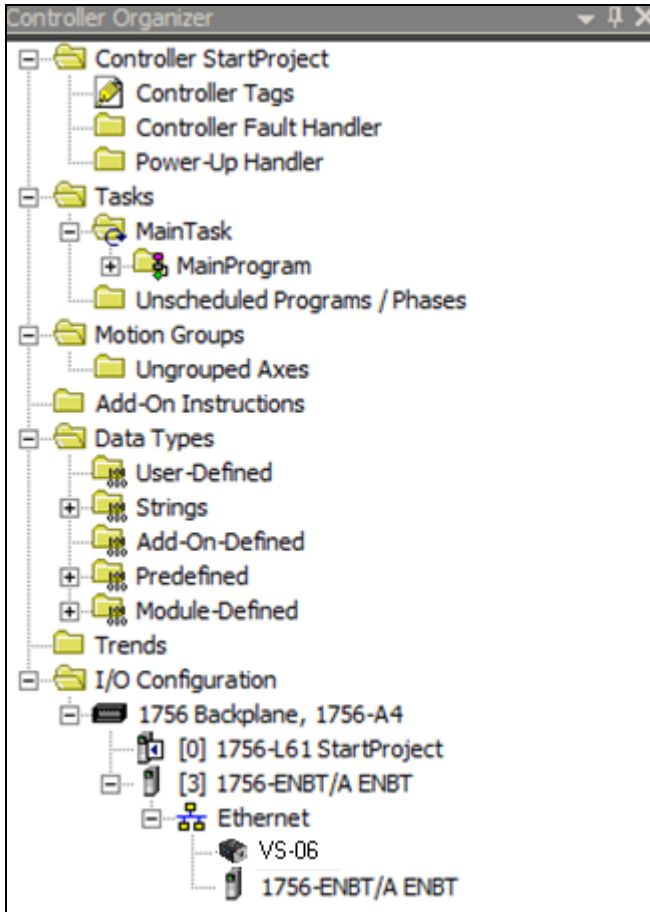 Controller Organizer
Controller StartProject
Controller Tags
Controller Fault Handler
Power-Up Handler
Tasks
MainTask
MainProgram
Unscheduled Programs / Phases
Motion Groups
Ungrouped Axes
Add-On Instructions
Data Types
User-Defined
Strings
Add-On-Defined
Predefined
Module-Defined
Trends
I/O Configuration
1756 Backplane, 1756-A4
[0] 1756-L61 StartProject
[3] 1756-ENBT/A ENBT
Ethernet
VS-06
1756-ENBT/A ENBT